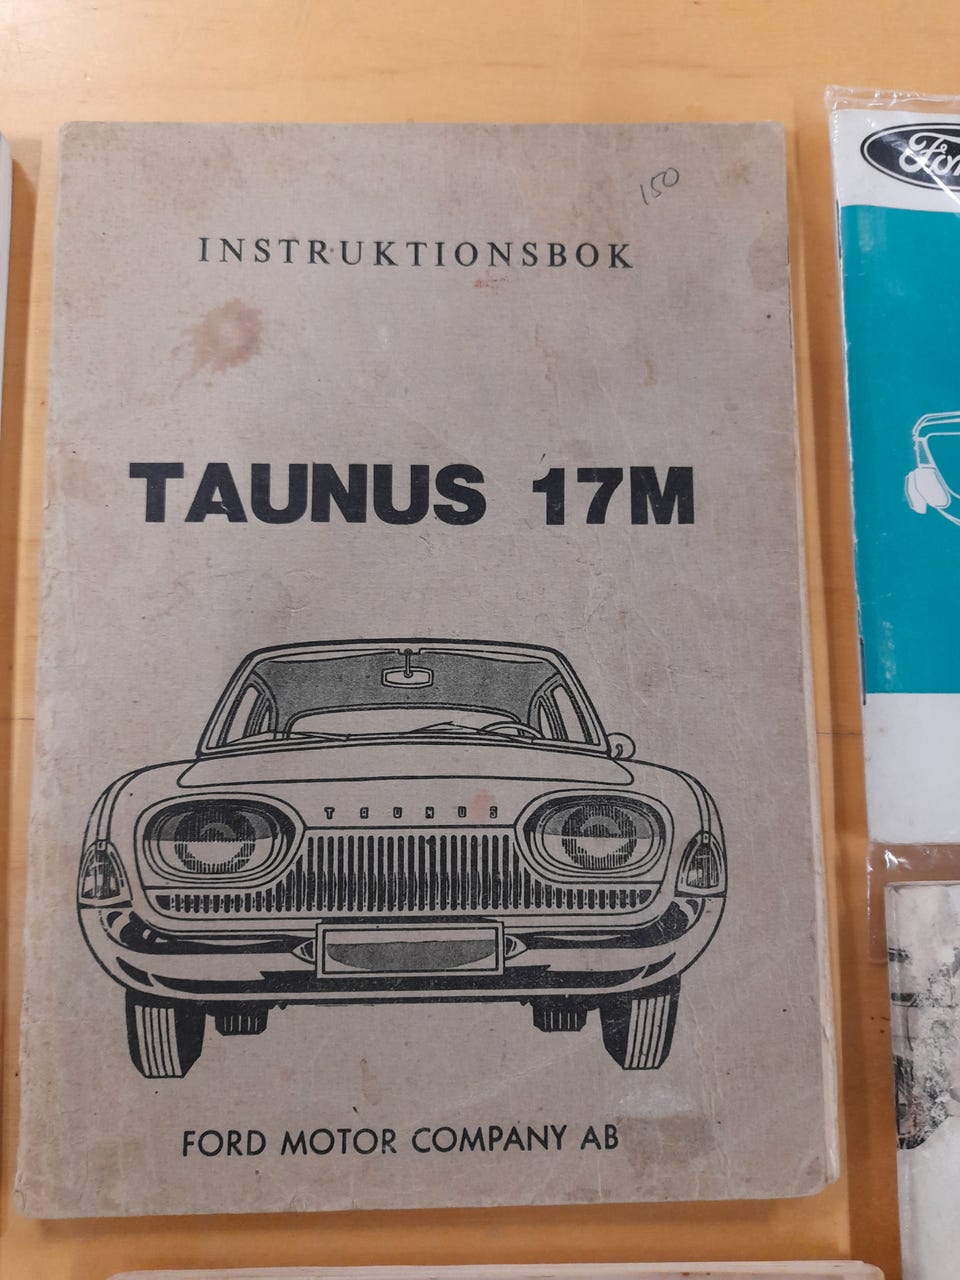 150
INSTRUKTIONSBOK
TAUNUS 17M
TAUNUS
FORD MOTOR COMPANY AB